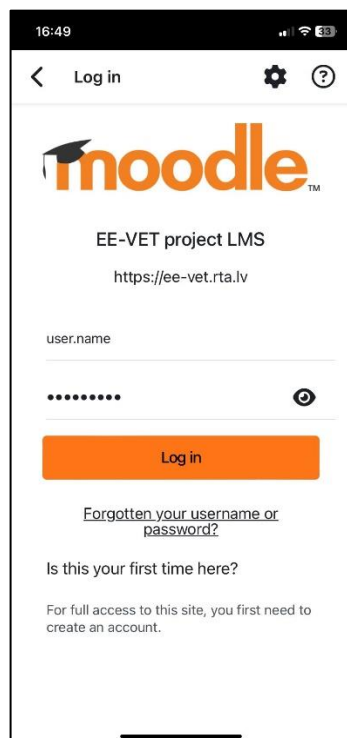 16:49
33
Log in
moodle
TM
EE-VET project LMS
https://ee-vet.rta.lv
user.name
•••••••••
Log in
Forgotten your username or
password?
Is this your first time here?
For full access to this site, you first need to
create an account.